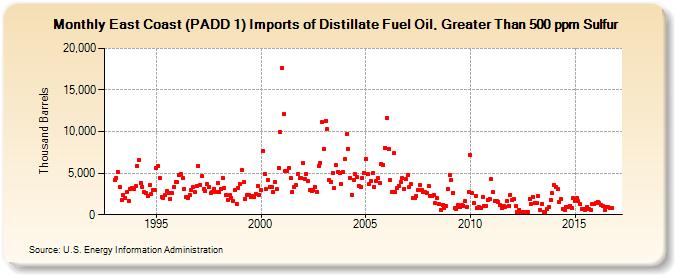 Monthly East Coast (PADD 1) Imports of Distillate Fuel Oil, Greater Than 500 ppm Sulfur
Thousand Barrels
20,000
15,000
10,000
5,000
0
1995 2000 2005 2010 2015
Source: U.S. Energy Information Administration